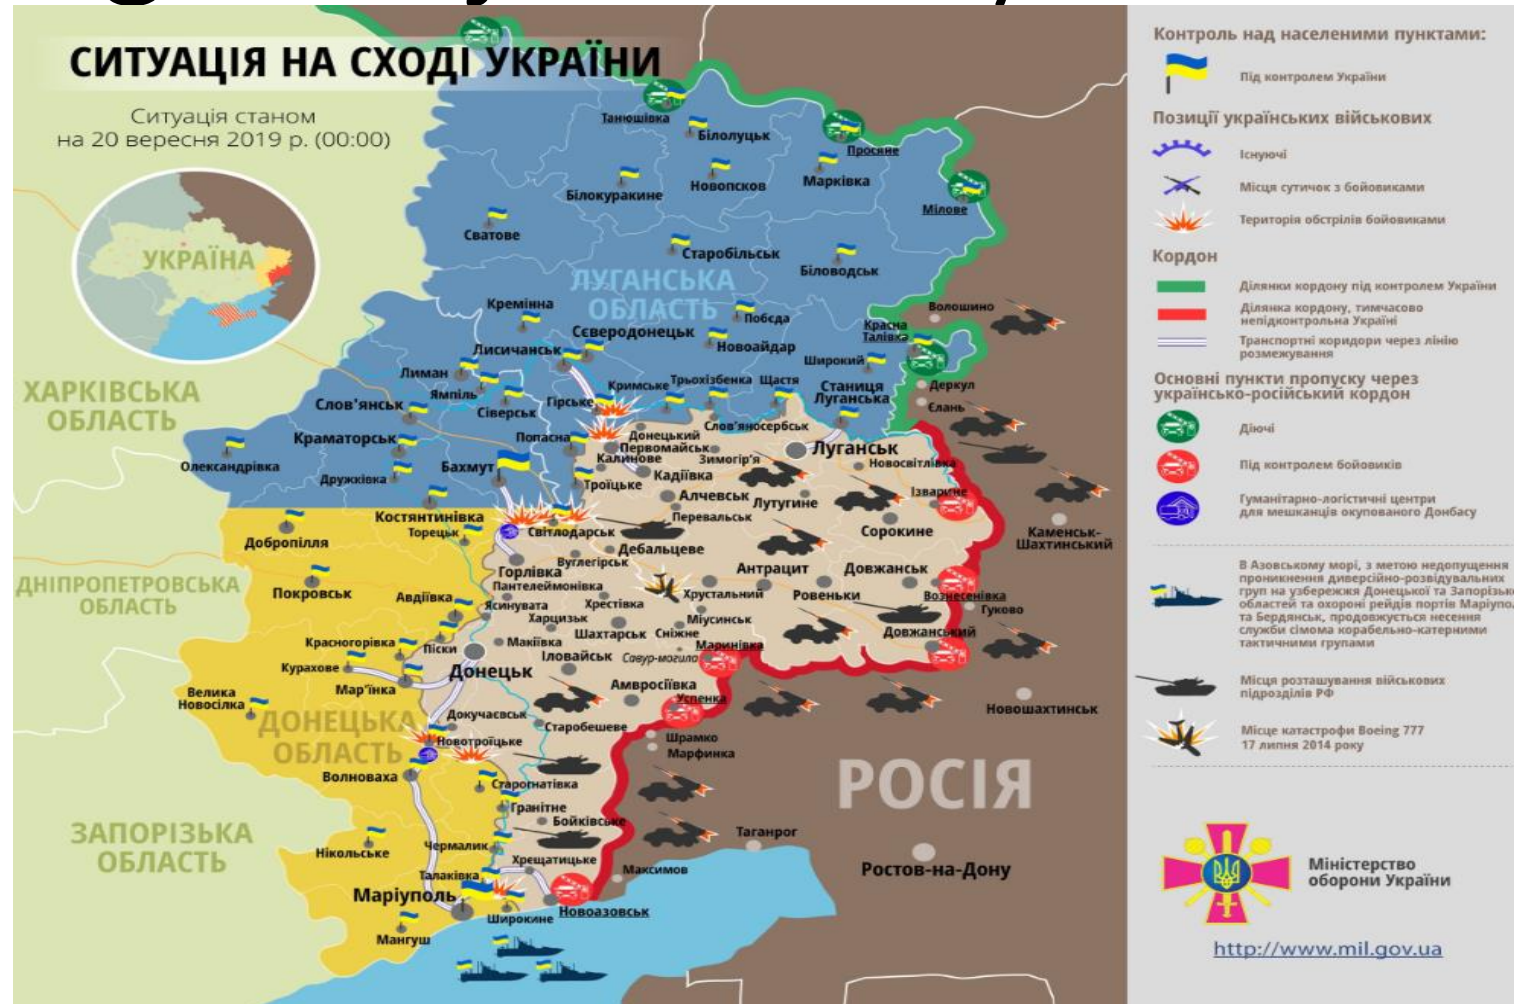 СИТУАЦІЯ НА СХОДІ УКРАЇНИ
Ситуація станом
на 20 вересня 2019 р. (00:00)
УКРАЇНА
ХАРКІВСЬКА
ОБЛАСТЬ
ДНІПРОПЕТРОВСЬКА
ОБЛАСТЬ
ЗАПОРІЗЬКА
ОБЛАСТЬ
ЛУГАНСЬКА
ОБЛАСТЬ
ДОНЕЦЬКА
ОБЛАСТЬ
РОСІЯ
Танюшівка
Білолуцьк
Просяне
Білокуракине
Новопсков
Марківка
Мілове
Сватове
Старобільськ
Біловодськ
Кремінна
Сєверодонецьк
Побєда
Новоайдар
Красна
Талівка
Волошино
Лисичанськ
Широкий
Лиман
Ямпіль
Сіверськ
Гірське
Кримське
Трьохізбенка
Щастя
Станиця
Луганська
Деркул
Єлань
Слов'янськ
Слов'яносербськ
Краматорськ
Попасна
Донецький
Первомайськ
Калинове
Зимогір'я
Луганськ
Новосвітлівка
Олександрівка
Дружківка
Бахмут
Троїцьке
Кадіївка
Алчевськ
Лутугине
Ізварине
Костянтинівка
Торецьк
Світлодарськ
Перевальськ
Сорокине
Каменськ-
Шахтинський
Добропілля
Дебальцеве
Вуглегірськ
Горлівка
Антрацит
Довжанськ
Покровськ
Авдіївка
Пантелеймонівка
Ясинувата
Хрестівка
Хрустальний
Ровеньки
Вознесенівка
Гуково
Харцизьк
Міусинськ
Красногорівка
Піски
Макіївка
Шахтарськ
Сніжне
Маринівка
Довжанський
Курахове
Мар'їнка
Донецьк
Іловайськ
Савур-могила
Велика
Новосілка
Амвросіївка
Успенка
Новошахтинськ
Докучаєвськ
Старобешеве
Новотроїцьке
Шрамко
Марфинка
Волноваха
Старогнатівка
Гранітне
Бойківське
Таганрог
Нікольське
Чермалик
Хрещатицьке
Талаківка
Максимов
Ростов-на-Дону
Маріуполь
Широкине
Новоазовськ
Мангуш
Контроль над населеними пунктами:
Під контролем України
Позиції українських військових
Існуючі
Місця сутичок з бойовиками
Територія обстрілів бойовиками
Кордон
Ділянки кордону під контролем України
Ділянка кордону, тимчасово
непідконтрольна Україні
Транспортні коридори через лінію
розмежування
Основні пункти пропуску через
українсько-російський кордон
Діючі
Під контролем бойовиків
Гуманітарно-логістичні центри
для мешканців окупованого Донбасу
В Азовському морі, з метою недопущення
проникнення диверсійно-розвідувальних
груп на узбережжя Донецької та Запорізько
областей та охороні рейдів портів Маріупол
та Бердянськ, продовжується несення
служби сімома корабельно-катерними
тактичними групами
Місця розташування військових
підрозділів РФ
Місце катастрофи Boeing 777
17 липня 2014 року
Міністерство
оборони України
http://www.mil.gov.ua